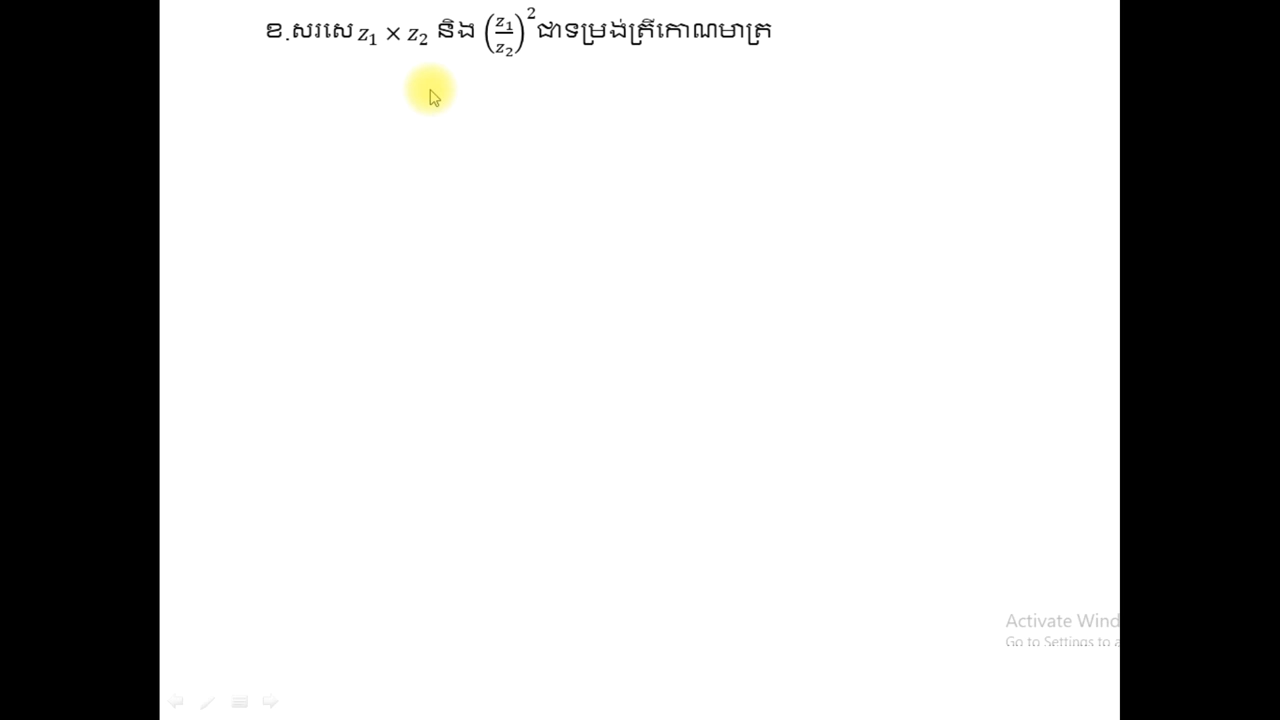 ខ.សរសេ z₁ × z₂ និង (z₁/z₂)² ជាទម្រង់ត្រីកោណមាត្រ
Activate Wind
Go to Settings to a